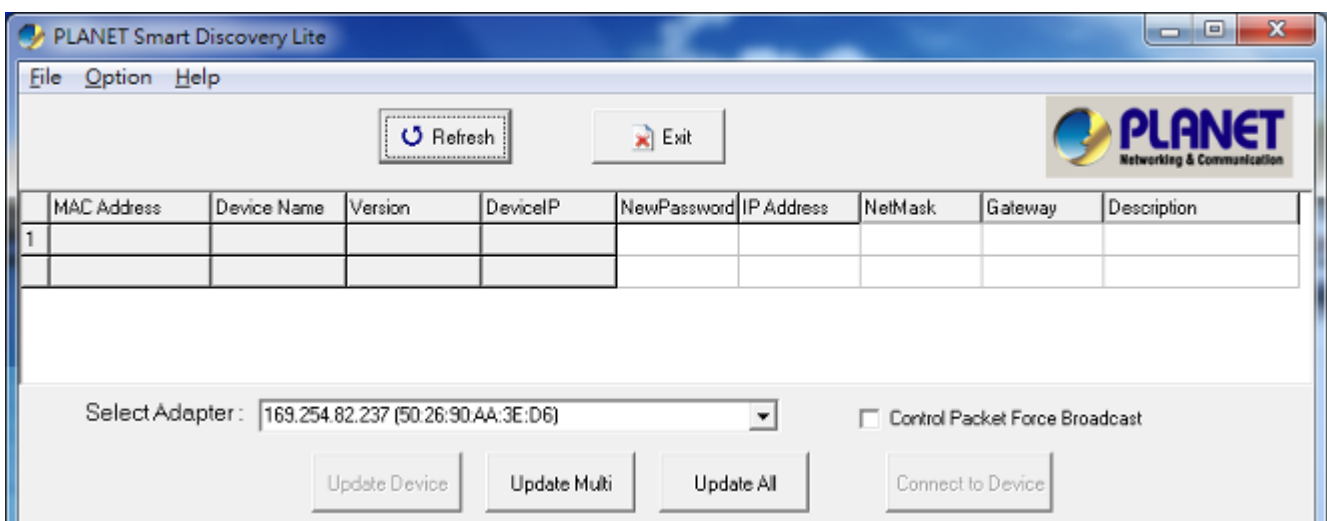 PLANET Smart Discovery Lite
File Option Help
Refresh Exit
PLANET
Networking & Communication
MAC Address Device Name Version DeviceIP NewPassword IP Address NetMask Gateway Description
1
Select Adapter : 169.254.82.237 (50:26:90:AA:3E:D6) Control Packet Force Broadcast
Update Device Update Multi Update All Connect to Device